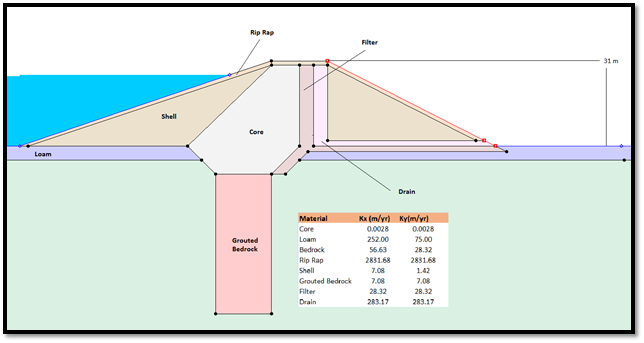 Rip Rap
Filter
31 m
Shell
Core
Loam
Drain
Grouted
Bedrock
Material Kx (m/yr) Ky(m/yr)
Core 0.0028 0.0028
Loam 252.00 75.00
Bedrock 56.63 28.32
Rip Rap 2831.68 2831.68
Shell 7.08 1.42
Grouted Bedrock 7.08 7.08
Filter 28.32 28.32
Drain 283.17 283.17